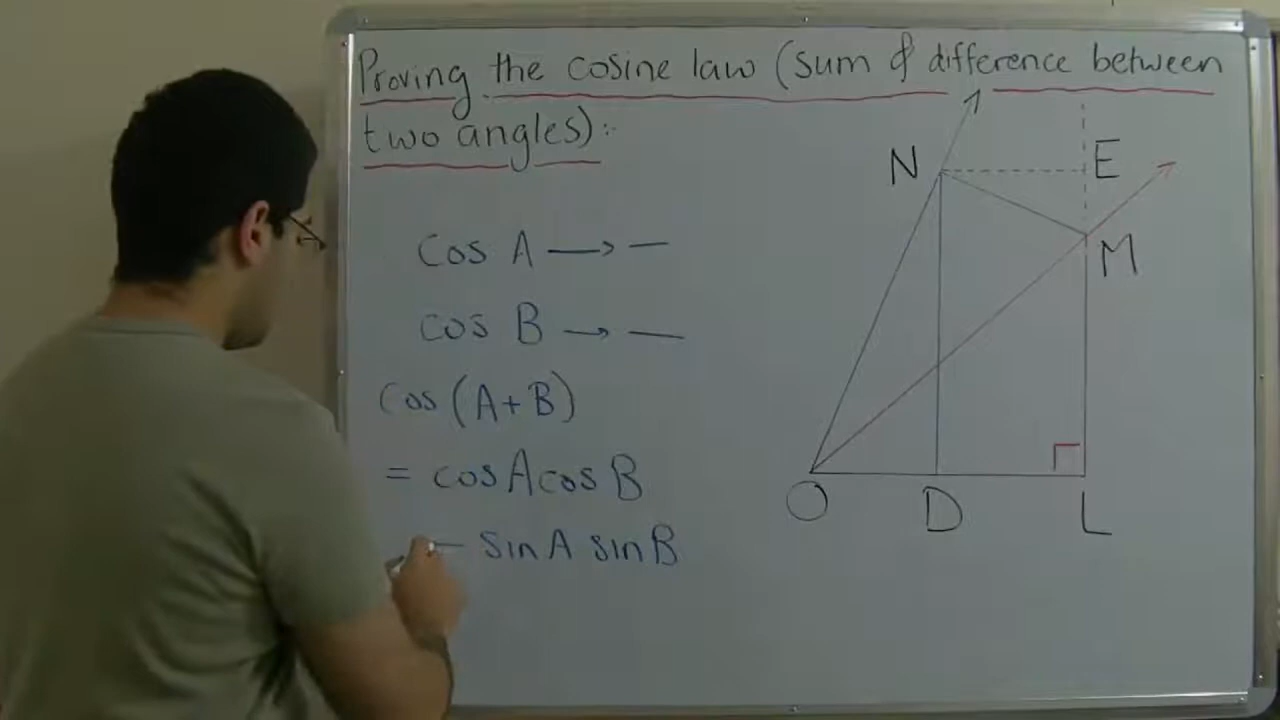 Proving the cosine law (sum & difference between
two angles):
cos A → —
cos B → —
cos (A+B)
= cos A cos B
— sin A sin B
N
E
M
O
D
L